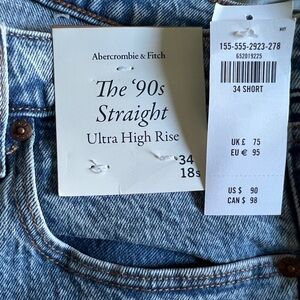 Abercrombie & Fitch
The '90s
Straight
Ultra High Rise
34
18s
155-555-2923-278
652019225
34 SHORT
UK £ 75
EU € 95
US $ 90
CAN $ 98